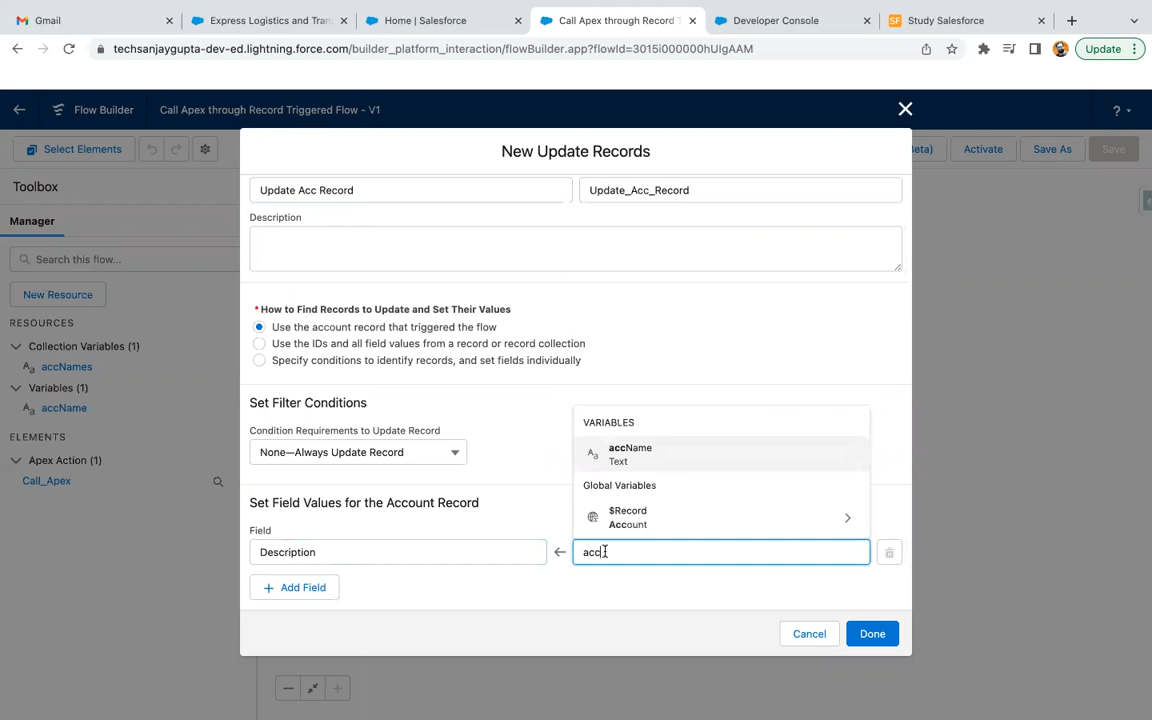 Gmail
Express Logistics and Tran
Home | Salesforce
Call Apex through Record T
Developer Console
Study Salesforce
techsanjaygupta-dev-ed.lightning.force.com/builder_platform_interaction/flowBuilder.app?flowId=3015i000000hUIgAAM
Update
Flow Builder
Call Apex through Record Triggered Flow - V1
?
Select Elements
eta)
Activate
Save As
Save
Toolbox
Manager
Search this flow...
New Resource
RESOURCES
Collection Variables (1)
accNames
Variables (1)
accName
ELEMENTS
Apex Action (1)
Call_Apex
New Update Records
Update Acc Record
Update_Acc_Record
Description
*How to Find Records to Update and Set Their Values
Use the account record that triggered the flow
Use the IDs and all field values from a record or record collection
Specify conditions to identify records, and set fields individually
Set Filter Conditions
Condition Requirements to Update Record
None—Always Update Record
VARIABLES
accName
Text
Global Variables
$Record
Account
Set Field Values for the Account Record
Field
Description
acc
Add Field
Cancel
Done